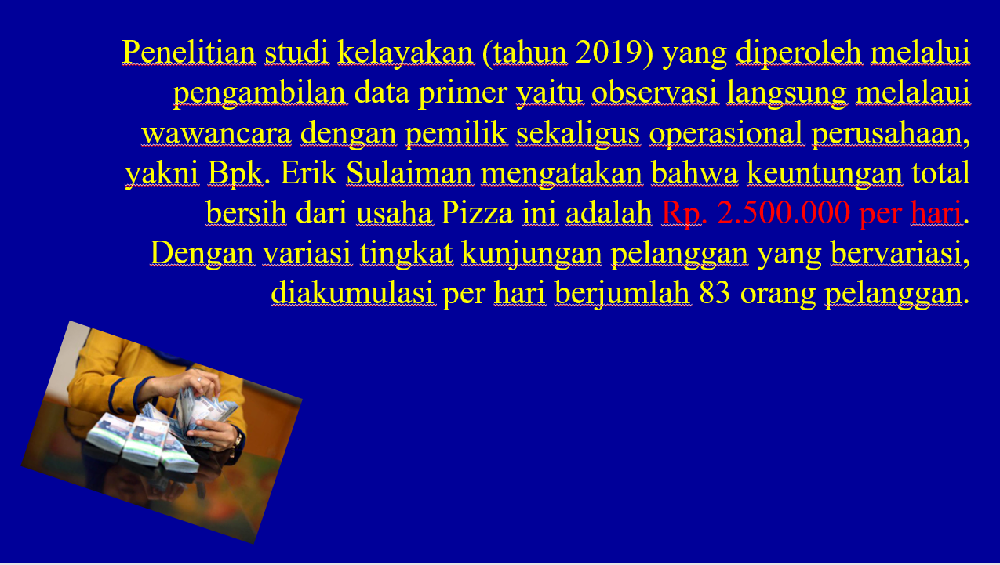 Penelitian studi kelayakan (tahun 2019) yang diperoleh melalui
pengambilan data primer yaitu observasi langsung melalaui
wawancara dengan pemilik sekaligus operasional perusahaan,
yakni Bpk. Erik Sulaiman mengatakan bahwa keuntungan total
bersih dari usaha Pizza ini adalah Rp. 2.500.000 per hari.
Dengan variasi tingkat kunjungan pelanggan yang bervariasi,
diakumulasi per hari berjumlah 83 orang pelanggan.